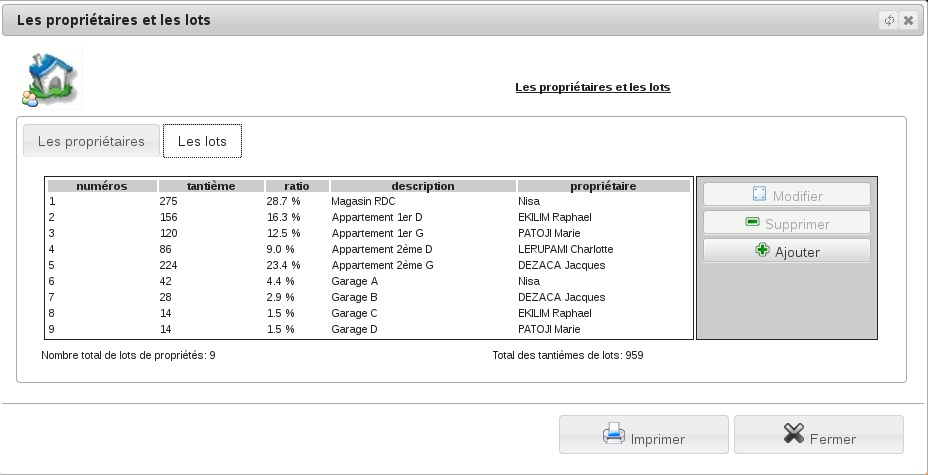 Les propriétaires et les lots
Les propriétaires et les lots
Les propriétaires Les lots
numéros tantième ratio description propriétaire
1 275 28.7 % Magasin RDC Nisa
2 156 16.3 % Appartement 1er D EKILIM Raphael
3 120 12.5 % Appartement 1er G PATOJI Marie
4 86 9.0 % Appartement 2ème D LERUPAMI Charlotte
5 224 23.4 % Appartement 2ème G DEZACA Jacques
6 42 4.4 % Garage A Nisa
7 28 2.9 % Garage B DEZACA Jacques
8 14 1.5 % Garage C EKILIM Raphael
9 14 1.5 % Garage D PATOJI Marie
Modifier
Supprimer
Ajouter
Nombre total de lots de propriétés: 9 Total des tantièmes de lots: 959
Imprimer Fermer